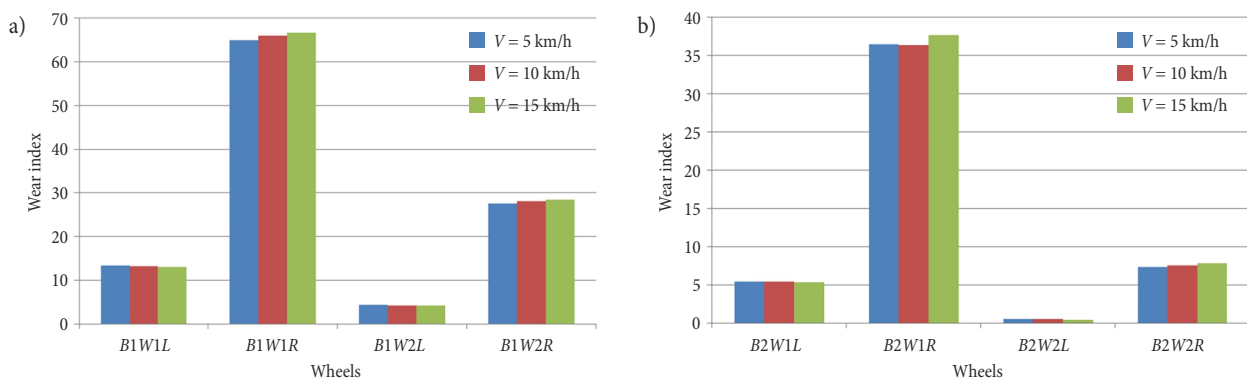 a)
70
60
50
40
30
20
10
0
Wear index
V = 5 km/h
V = 10 km/h
V = 15 km/h
B1W1L B1W1R B1W2L B1W2R
Wheels
b)
40
35
30
25
20
15
10
5
0
Wear index
V = 5 km/h
V = 10 km/h
V = 15 km/h
B2W1L B2W1R B2W2L B2W2R
Wheels